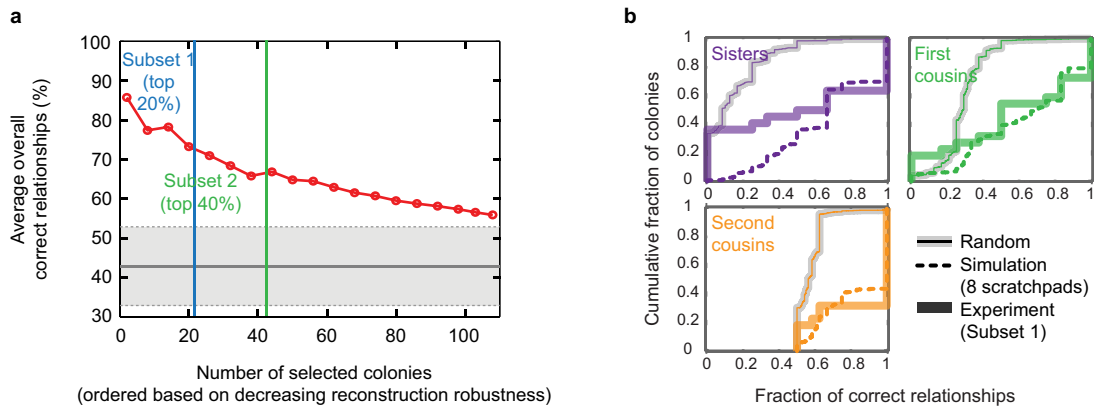 a
Average overall
correct relationships (%)
100
90
80
70
60
50
40
30
Subset 1
(top
20%)
Subset 2
(top 40%)
0
20
40
60
80
100
Number of selected colonies
(ordered based on decreasing reconstruction robustness)
b
Cumulative fraction of colonies
1
0.8
0.6
0.4
0.2
0
Sisters
0
0.2
0.4
0.6
0.8
1
First
cousins
0
0.2
0.4
0.6
0.8
1
1
0.8
0.6
0.4
0.2
0
Second
cousins
0
0.2
0.4
0.6
0.8
1
Random
Simulation
(8 scratchpads)
Experiment
(Subset 1)
Fraction of correct relationships